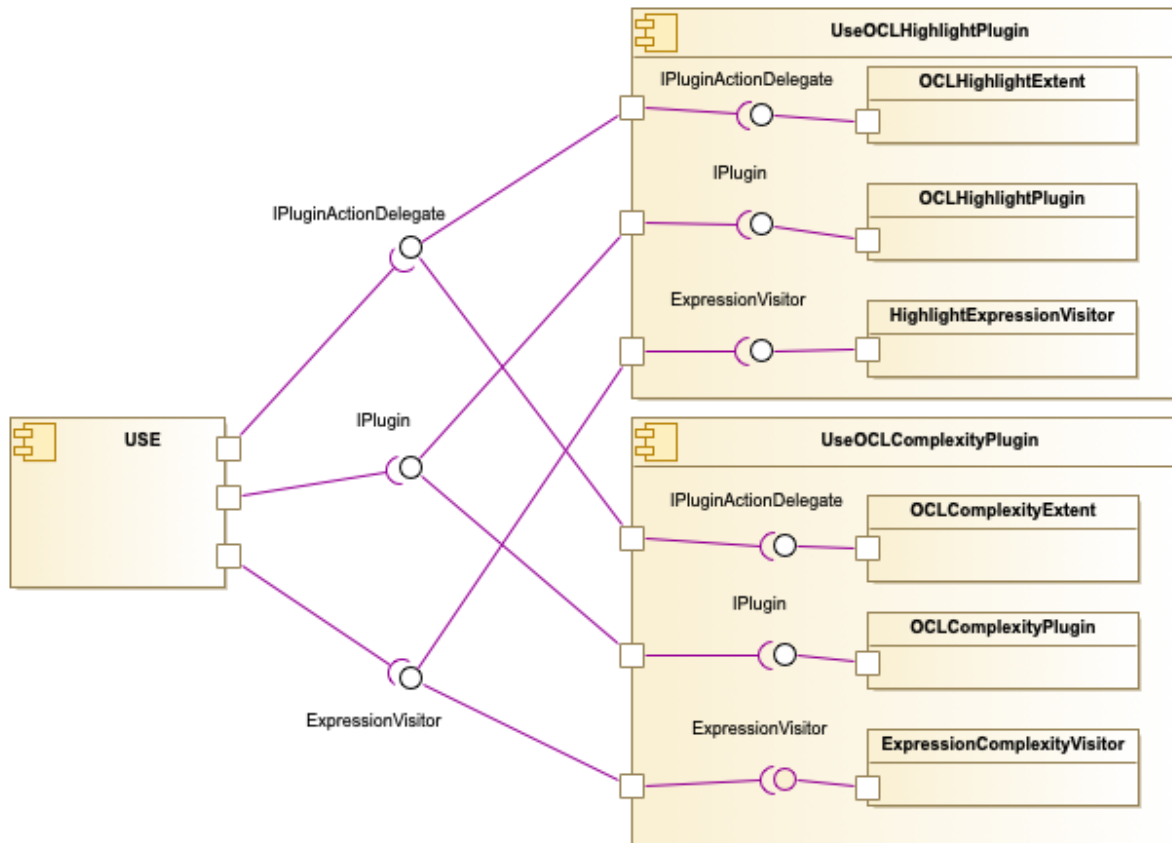 UseOCLHighlightPlugin
IPluginActionDelegate
OCLHighlightExtent
IPlugin
OCLHighlightPlugin
IPluginActionDelegate
ExpressionVisitor
HighlightExpressionVisitor
IPlugin
USE
UseOCLComplexityPlugin
IPluginActionDelegate
OCLComplexityExtent
IPlugin
OCLComplexityPlugin
ExpressionVisitor
ExpressionVisitor
ExpressionComplexityVisitor